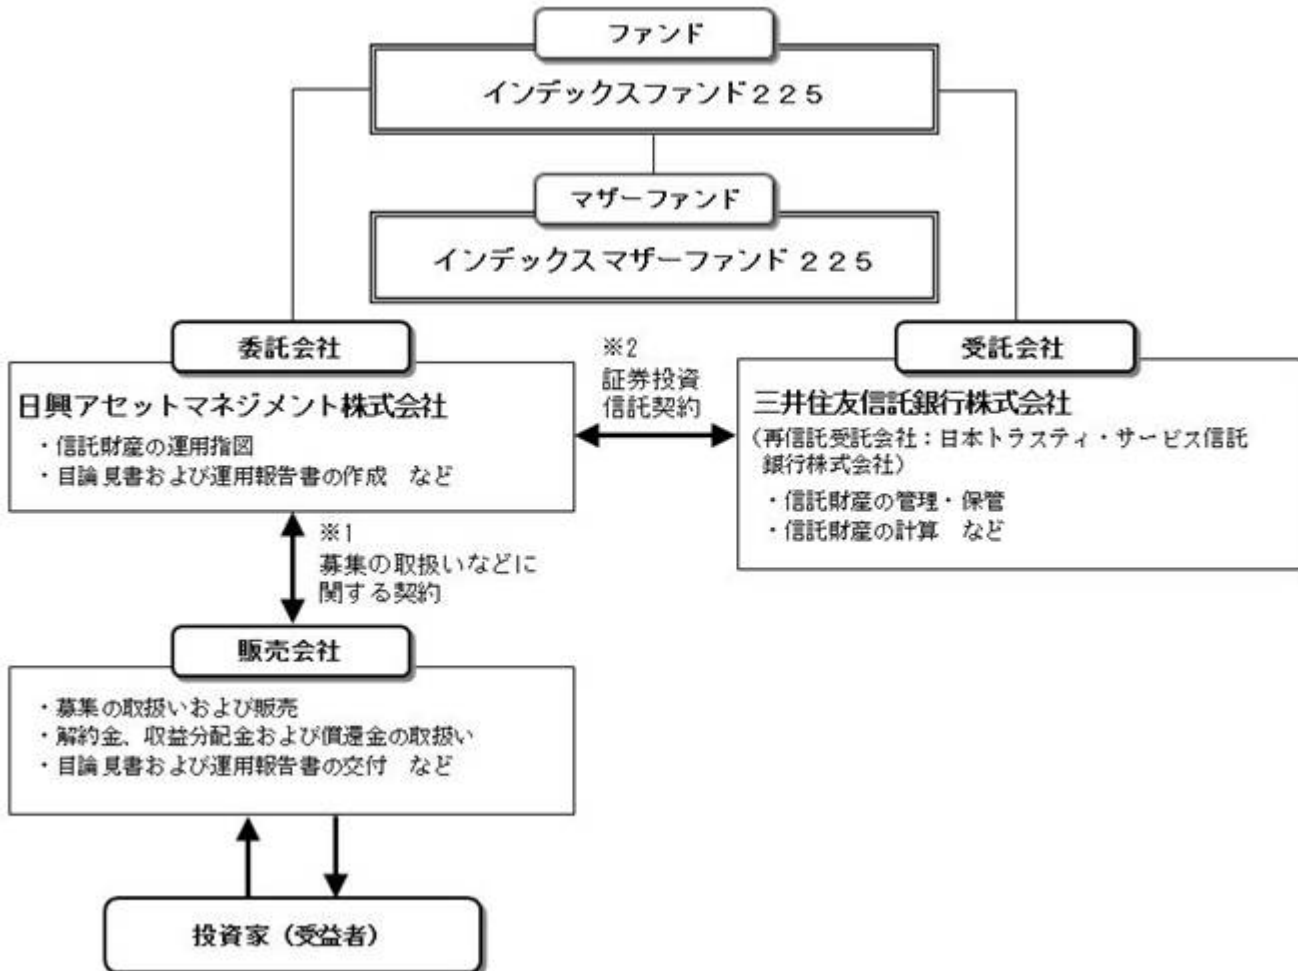 ファンド
インデックスファンド２２５
マザーファンド
インデックスマザーファンド２２５
委託会社
日興アセットマネジメント株式会社
・信託財産の運用指図
・目論見書および運用報告書の作成　など
※2
証券投資
信託契約
受託会社
三井住友信託銀行株式会社
（再信託受託会社：日本トラスティ・サービス信託
銀行株式会社）
・信託財産の管理・保管
・信託財産の計算　など
※1
募集の取扱いなどに
関する契約
販売会社
・募集の取扱いおよび販売
・解約金、収益分配金および償還金の取扱い
・目論見書および運用報告書の交付　など
投資家（受益者）